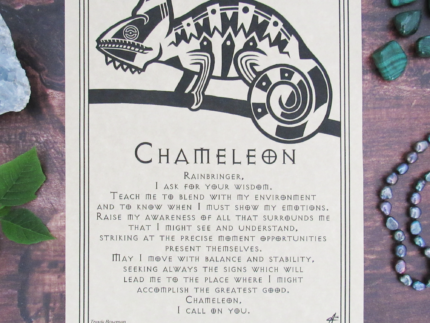 CHAMELEON
RAINBRINGER,
I ASK FOR YOUR WISDOM.
TEACH ME TO BLEND WITH MY ENVIRONMENT
AND TO KNOW WHEN I MUST SHOW MY EMOTIONS.
RAISE MY AWARENESS OF ALL THAT SURROUNDS ME
THAT I MIGHT SEE AND UNDERSTAND,
STRIKING AT THE PRECISE MOMENT OPPORTUNITIES
PRESENT THEMSELVES.
MAY I MOVE WITH BALANCE AND STABILITY,
SEEKING ALWAYS THE SIGNS WHICH WILL
LEAD ME TO THE PLACE WHERE I MIGHT
ACCOMPLISH THE GREATEST GOOD.
CHAMELEON,
I CALL ON YOU.